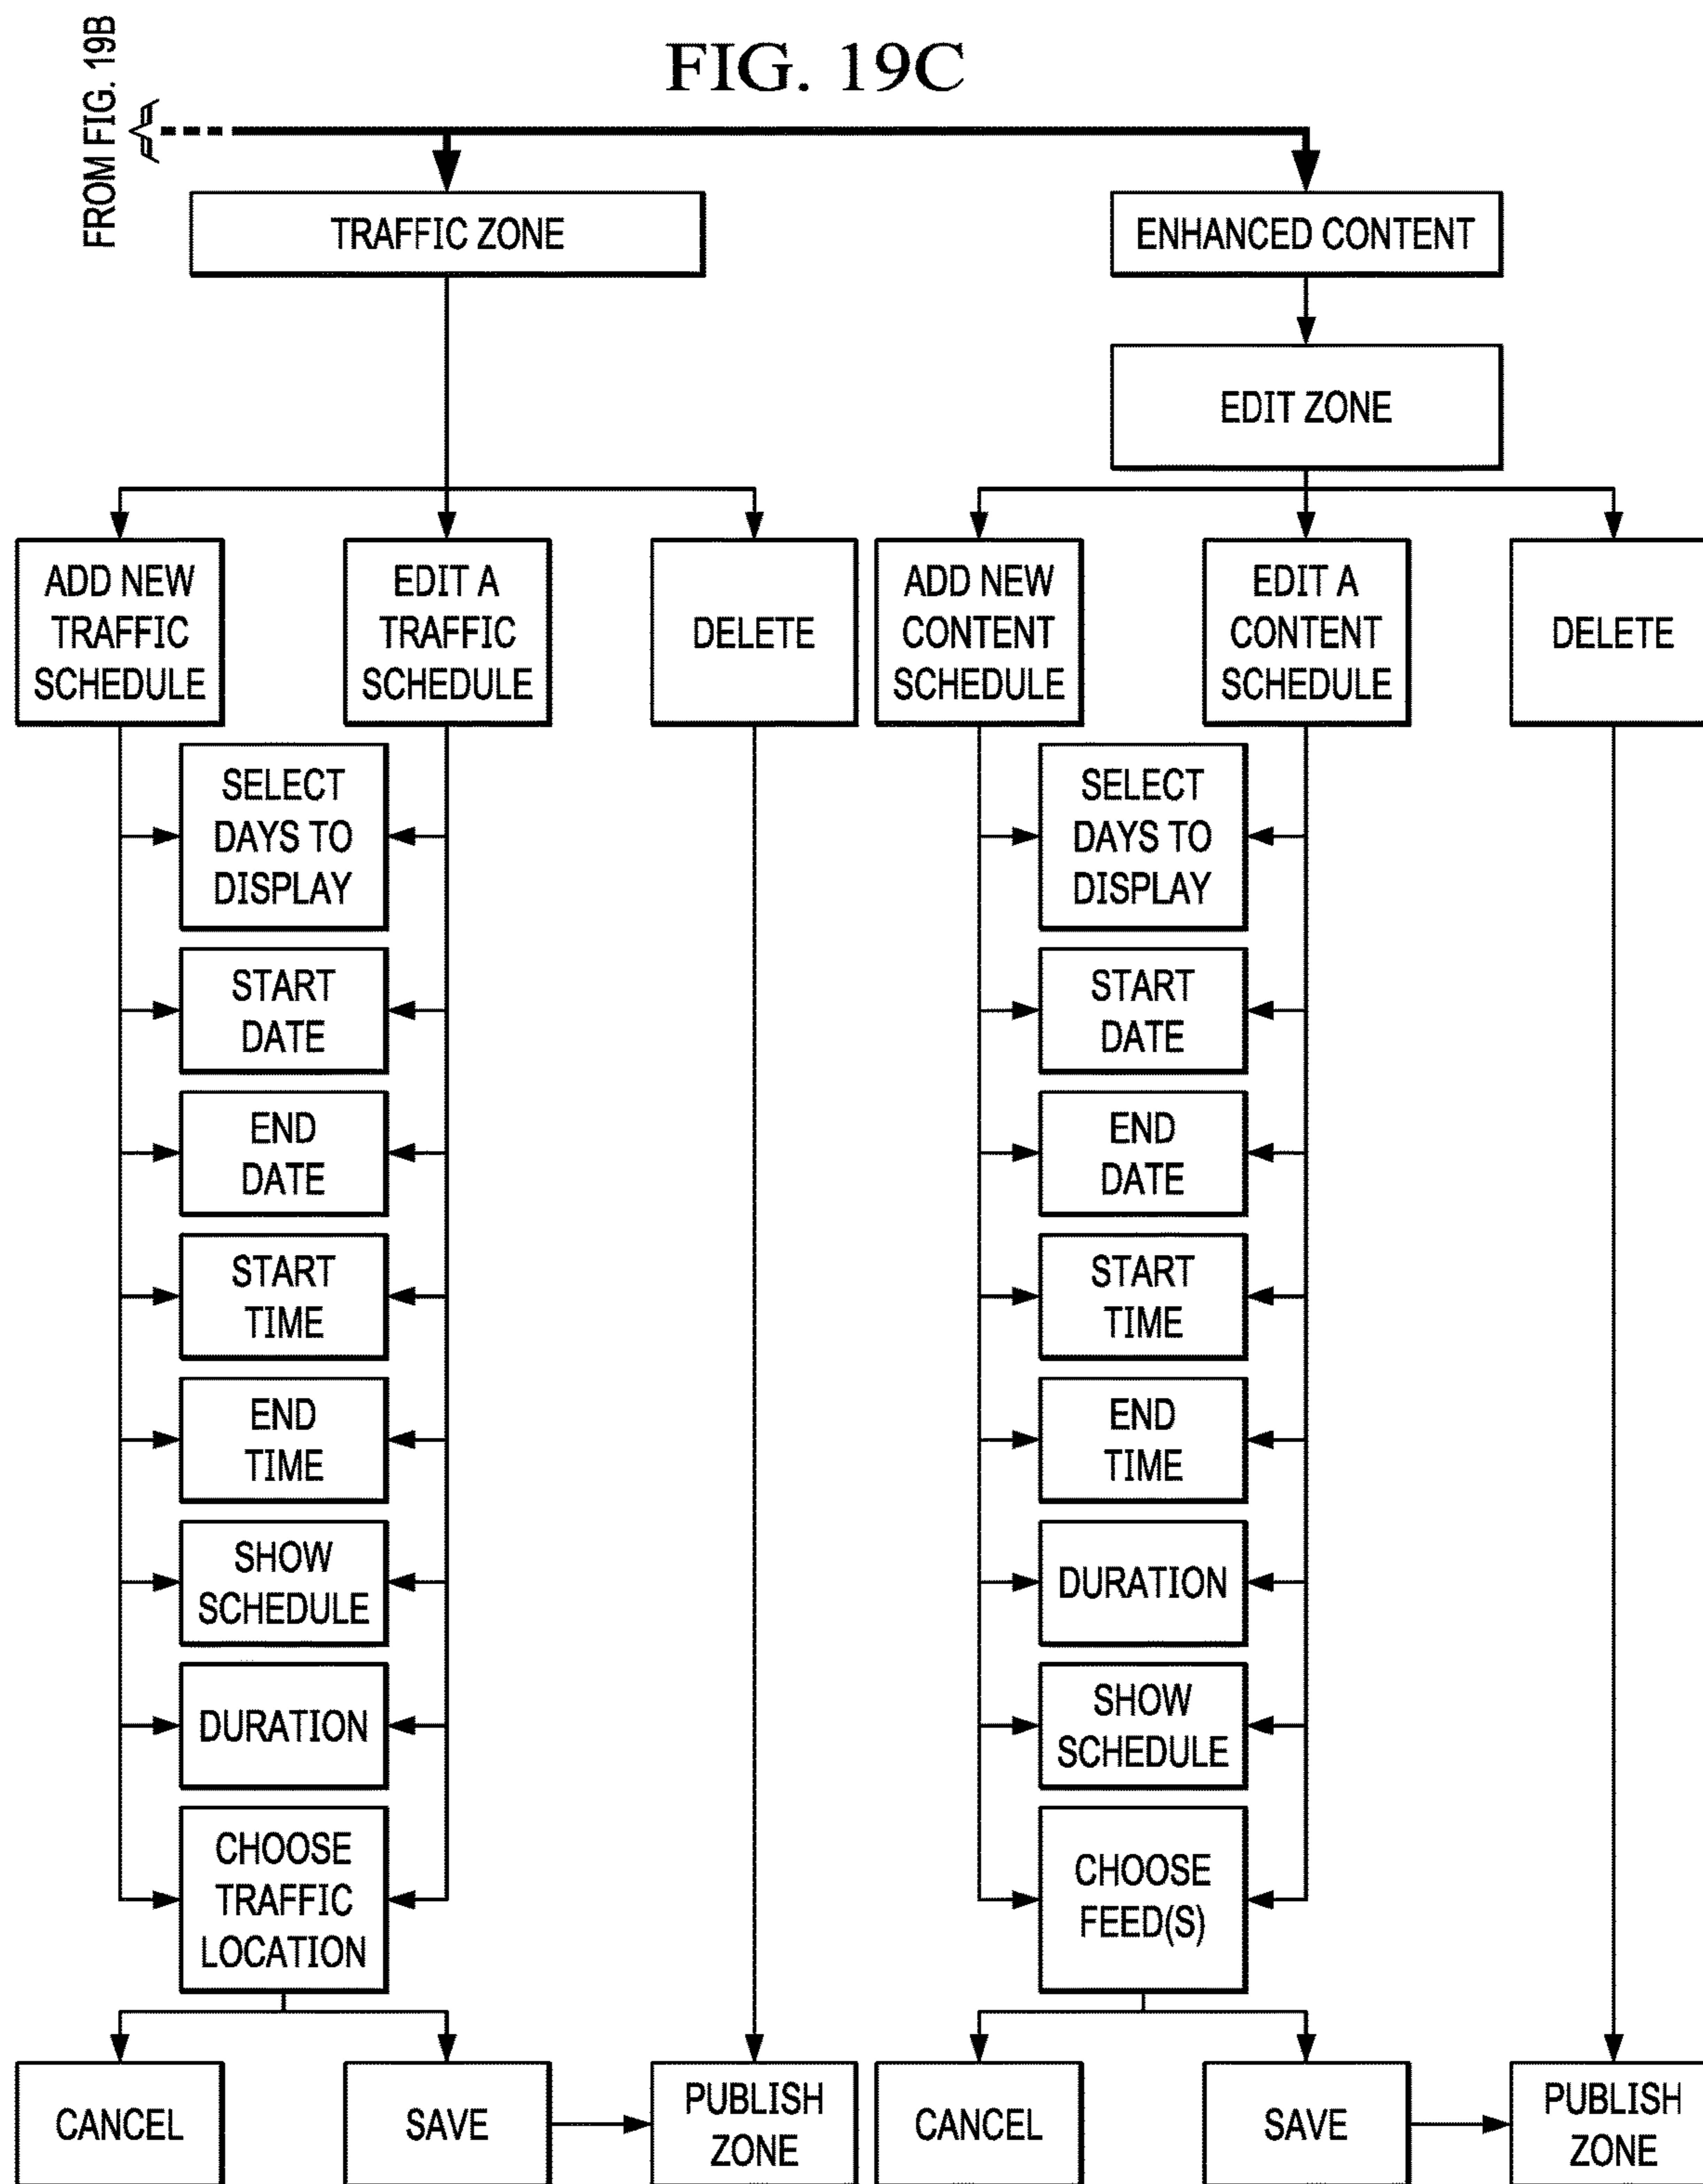 FIG. 19C
FROM FIG. 19B
TRAFFIC ZONE
ENHANCED CONTENT
EDIT ZONE
ADD NEW
TRAFFIC
SCHEDULE
EDIT A
TRAFFIC
SCHEDULE
DELETE
ADD NEW
CONTENT
SCHEDULE
EDIT A
CONTENT
SCHEDULE
DELETE
SELECT
DAYS TO
DISPLAY
START
DATE
END
DATE
START
TIME
END
TIME
SHOW
SCHEDULE
DURATION
CHOOSE
TRAFFIC
LOCATION
SELECT
DAYS TO
DISPLAY
START
DATE
END
DATE
START
TIME
END
TIME
DURATION
SHOW
SCHEDULE
CHOOSE
FEED(S)
CANCEL
SAVE
PUBLISH
ZONE
CANCEL
SAVE
PUBLISH
ZONE